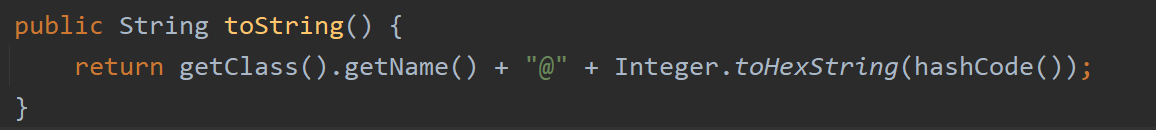 public String toString() {
    return getClass().getName() + "@" + Integer.toHexString(hashCode());
}